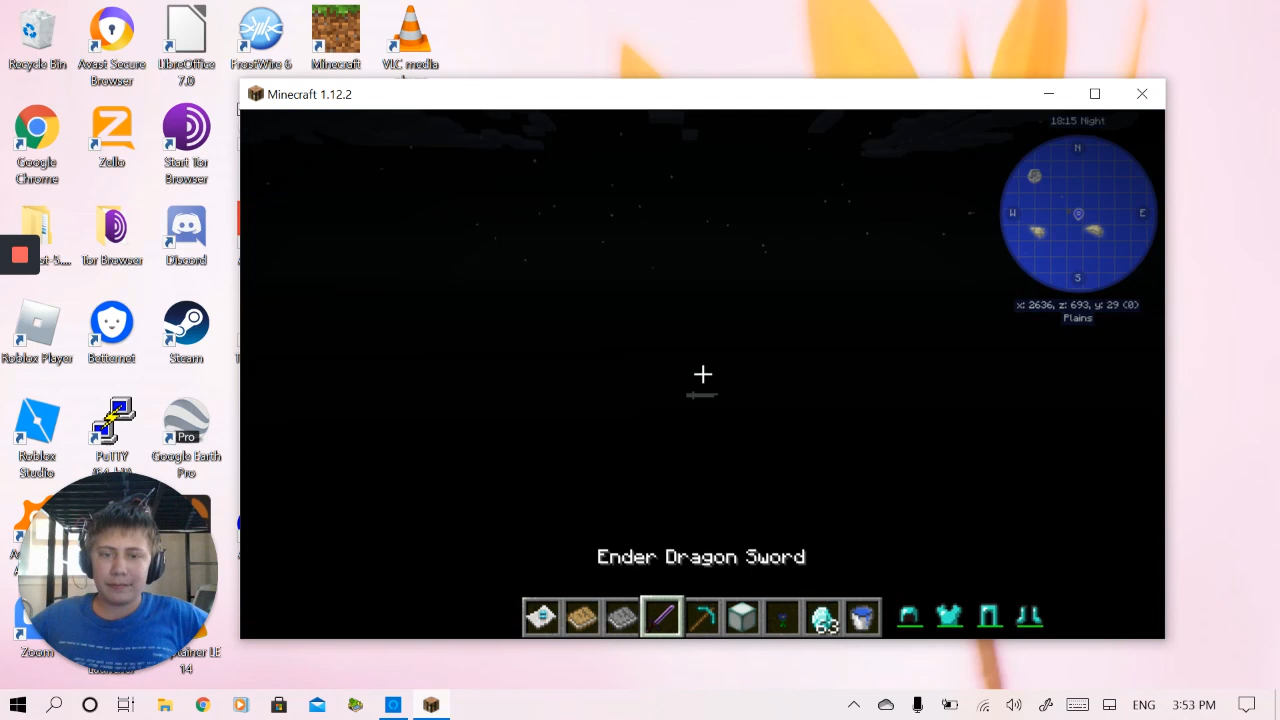 Recycle Bin
Avast Secure
Browser
LibreOffice
7.0
FrostWire 6
Minecraft
VLC media
Minecraft 1.12.2
18:15 Night
N
W
E
S
x: 2636, z: 693, y: 29 (0)
Plains
Google
Chrome
Zello
Start Tor
Browser
Tor Browser
Discord
Roblox Player
Betternet
Steam
Roblox
Studio
PuTTY
Pro
Google Earth
Pro
Ender Dragon Sword
Zoom
14
ENG
3:53 PM